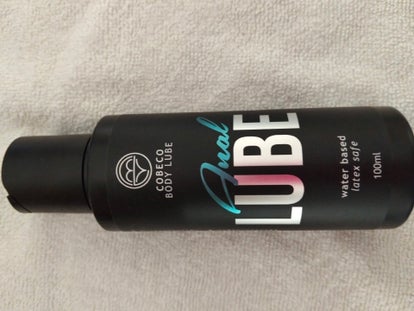 COBECO
BODY LUBE
Anal
LUBE
water based
latex safe
100ml